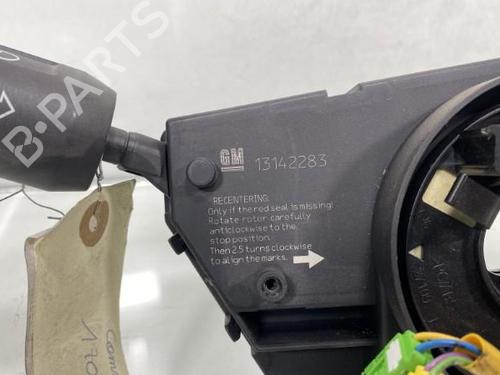 B-PARTS
GM 13142283
RECENTERING:
Only if the red seal is missing!
Rotate rotor carefully
anticlockwise to the
stop position.
Then 2.5 turns clockwise
to align the marks.